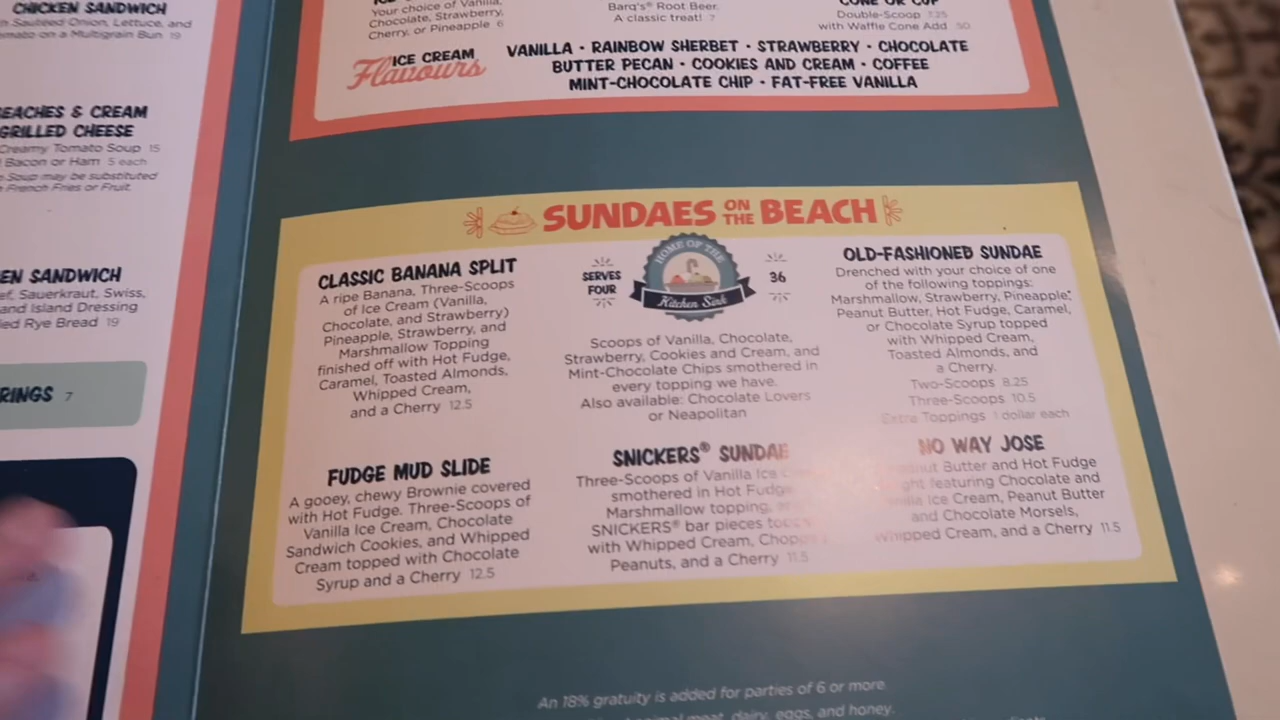 CHICKEN SANDWICH
Sautéed Onion, Lettuce, and
Tomato on a Multigrain Bun 19
BEACHES & CREAM
GRILLED CHEESE
Creamy Tomato Soup 15
Bacon or Ham 5 each
Soup may be substituted
French Fries or Fruit
SANDWICH
Sauerkraut, Swiss,
Island Dressing
Rye Bread 19
RINGS 7
Your choice of Vanilla,
Chocolate, Strawberry,
Cherry, or Pineapple 6
Barq's® Root Beer.
A classic treat! 7
CONE OR CUP
Double-Scoop 7.25
with Waffle Cone Add .50
ICE CREAM
Flavours
VANILLA • RAINBOW SHERBET • STRAWBERRY • CHOCOLATE
BUTTER PECAN • COOKIES AND CREAM • COFFEE
MINT-CHOCOLATE CHIP • FAT-FREE VANILLA
SUNDAES ON THE BEACH
CLASSIC BANANA SPLIT
A ripe Banana, Three-Scoops
of Ice Cream (Vanilla,
Chocolate, and Strawberry)
Pineapple, Strawberry, and
Marshmallow Topping
finished off with Hot Fudge,
Caramel, Toasted Almonds,
Whipped Cream,
and a Cherry 12.5
SERVES
FOUR
HOME OF THE
Kitchen Sink
36
Scoops of Vanilla, Chocolate,
Strawberry, Cookies and Cream, and
Mint-Chocolate Chips smothered in
every topping we have.
Also available: Chocolate Lovers
or Neapolitan
OLD-FASHIONED SUNDAE
Drenched with your choice of one
of the following toppings:
Marshmallow, Strawberry, Pineapple,
Peanut Butter, Hot Fudge, Caramel,
or Chocolate Syrup topped
with Whipped Cream,
Toasted Almonds, and
a Cherry.
Two-Scoops 8.25
Three-Scoops 10.5
Extra Toppings 1 dollar each
FUDGE MUD SLIDE
A gooey, chewy Brownie covered
with Hot Fudge. Three-Scoops of
Vanilla Ice Cream, Chocolate
Sandwich Cookies, and Whipped
Cream topped with Chocolate
Syrup and a Cherry 12.5
SNICKERS® SUNDAE
Three-Scoops of Vanilla Ice
smothered in Hot Fudge
Marshmallow topping,
SNICKERS® bar pieces topped
with Whipped Cream, Chopped
Peanuts, and a Cherry 11.5
NO WAY JOSE
Peanut Butter and Hot Fudge
featuring Chocolate and
Vanilla Ice Cream, Peanut Butter
and Chocolate Morsels,
Whipped Cream, and a Cherry 11.5
An 18% gratuity is added for parties of 6 or more.
meat, dairy, eggs, and honey.